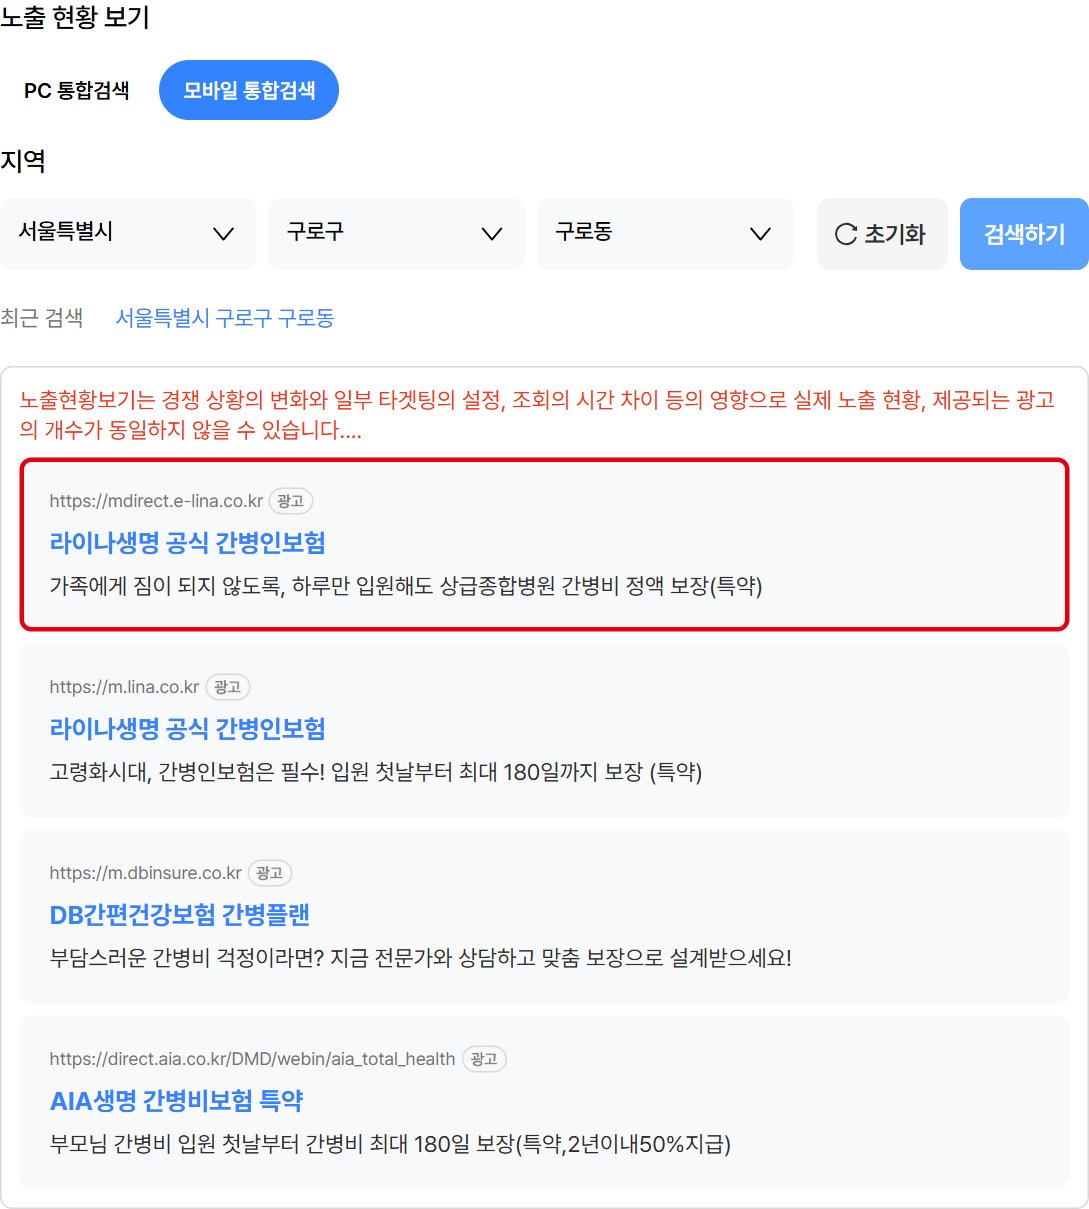 노출 현황 보기
PC 통합검색 모바일 통합검색
지역
서울특별시 구로구 구로동 초기화 검색하기
최근 검색 서울특별시 구로구 구로동
노출현황보기는 경쟁 상황의 변화와 일부 타겟팅의 설정, 조회의 시간 차이 등의 영향으로 실제 노출 현황, 제공되는 광고
의 개수가 동일하지 않을 수 있습니다....
https://mdirect.e-lina.co.kr 광고
라이나생명 공식 간병인보험
가족에게 짐이 되지 않도록, 하루만 입원해도 상급종합병원 간병비 정액 보장(특약)
https://m.lina.co.kr 광고
라이나생명 공식 간병인보험
고령화시대, 간병인보험은 필수! 입원 첫날부터 최대 180일까지 보장 (특약)
https://m.dbinsure.co.kr 광고
DB간편건강보험 간병플랜
부담스러운 간병비 걱정이라면? 지금 전문가와 상담하고 맞춤 보장으로 설계받으세요!
https://direct.aia.co.kr/DMD/webin/aia_total_health 광고
AIA생명 간병비보험 특약
부모님 간병비 입원 첫날부터 간병비 최대 180일 보장(특약,2년이내50%지급)